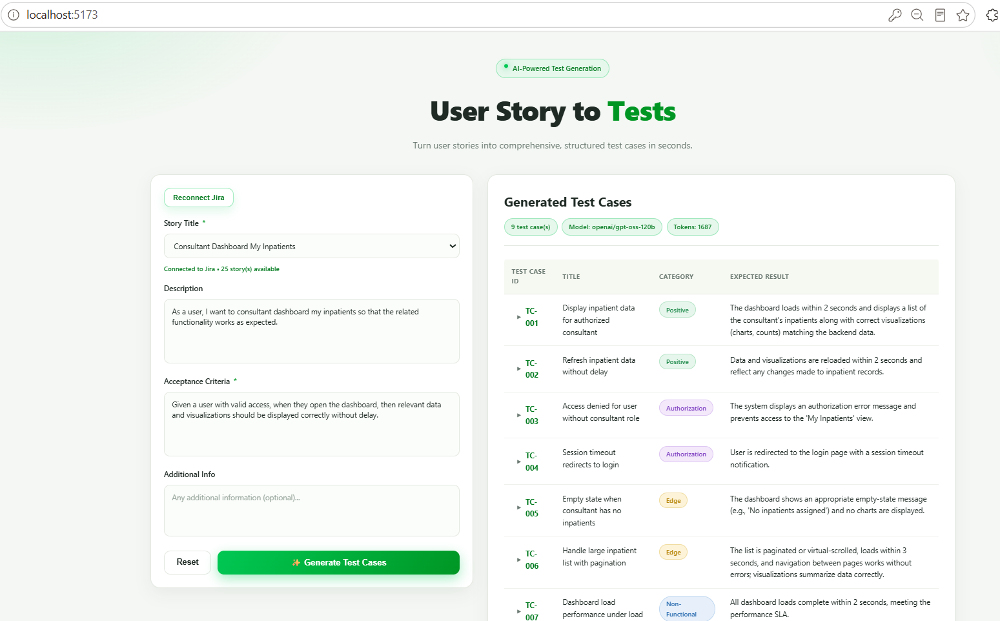 localhost:5173
AI-Powered Test Generation
User Story to Tests
Turn user stories into comprehensive, structured test cases in seconds.
Reconnect Jira
Story Title *
Consultant Dashboard My Inpatients
Connected to Jira • 25 story(s) available
Description
As a user, I want to consultant dashboard my inpatients so that the related
functionality works as expected.
Acceptance Criteria *
Given a user with valid access, when they open the dashboard, then relevant data
and visualizations should be displayed correctly without delay.
Additional Info
Any additional information (optional)...
Reset
✨ Generate Test Cases
Generated Test Cases
9 test case(s)
Model: openai/gpt-oss-120b
Tokens: 1687
TEST CASE
ID
TITLE
CATEGORY
EXPECTED RESULT
TC-
001
Display inpatient data
for authorized
consultant
Positive
The dashboard loads within 2 seconds and displays a list of
the consultant's inpatients along with correct visualizations
(charts, counts) matching the backend data.
TC-
002
Refresh inpatient data
without delay
Positive
Data and visualizations are reloaded within 2 seconds and
reflect any changes made to inpatient records.
TC-
003
Access denied for user
without consultant role
Authorization
The system displays an authorization error message and
prevents access to the 'My Inpatients' view.
TC-
004
Session timeout
redirects to login
Authorization
User is redirected to the login page with a session timeout
notification.
TC-
005
Empty state when
consultant has no
inpatients
Edge
The dashboard shows an appropriate empty-state message
(e.g., 'No inpatients assigned') and no charts are displayed.
TC-
006
Handle large inpatient
list with pagination
Edge
The list is paginated or virtual-scrolled, loads within 3
seconds, and navigation between pages works without
errors; visualizations summarize data correctly.
TC-
007
Dashboard load
performance under load
Non-
Functional
All dashboard loads complete within 2 seconds, meeting the
performance SLA.